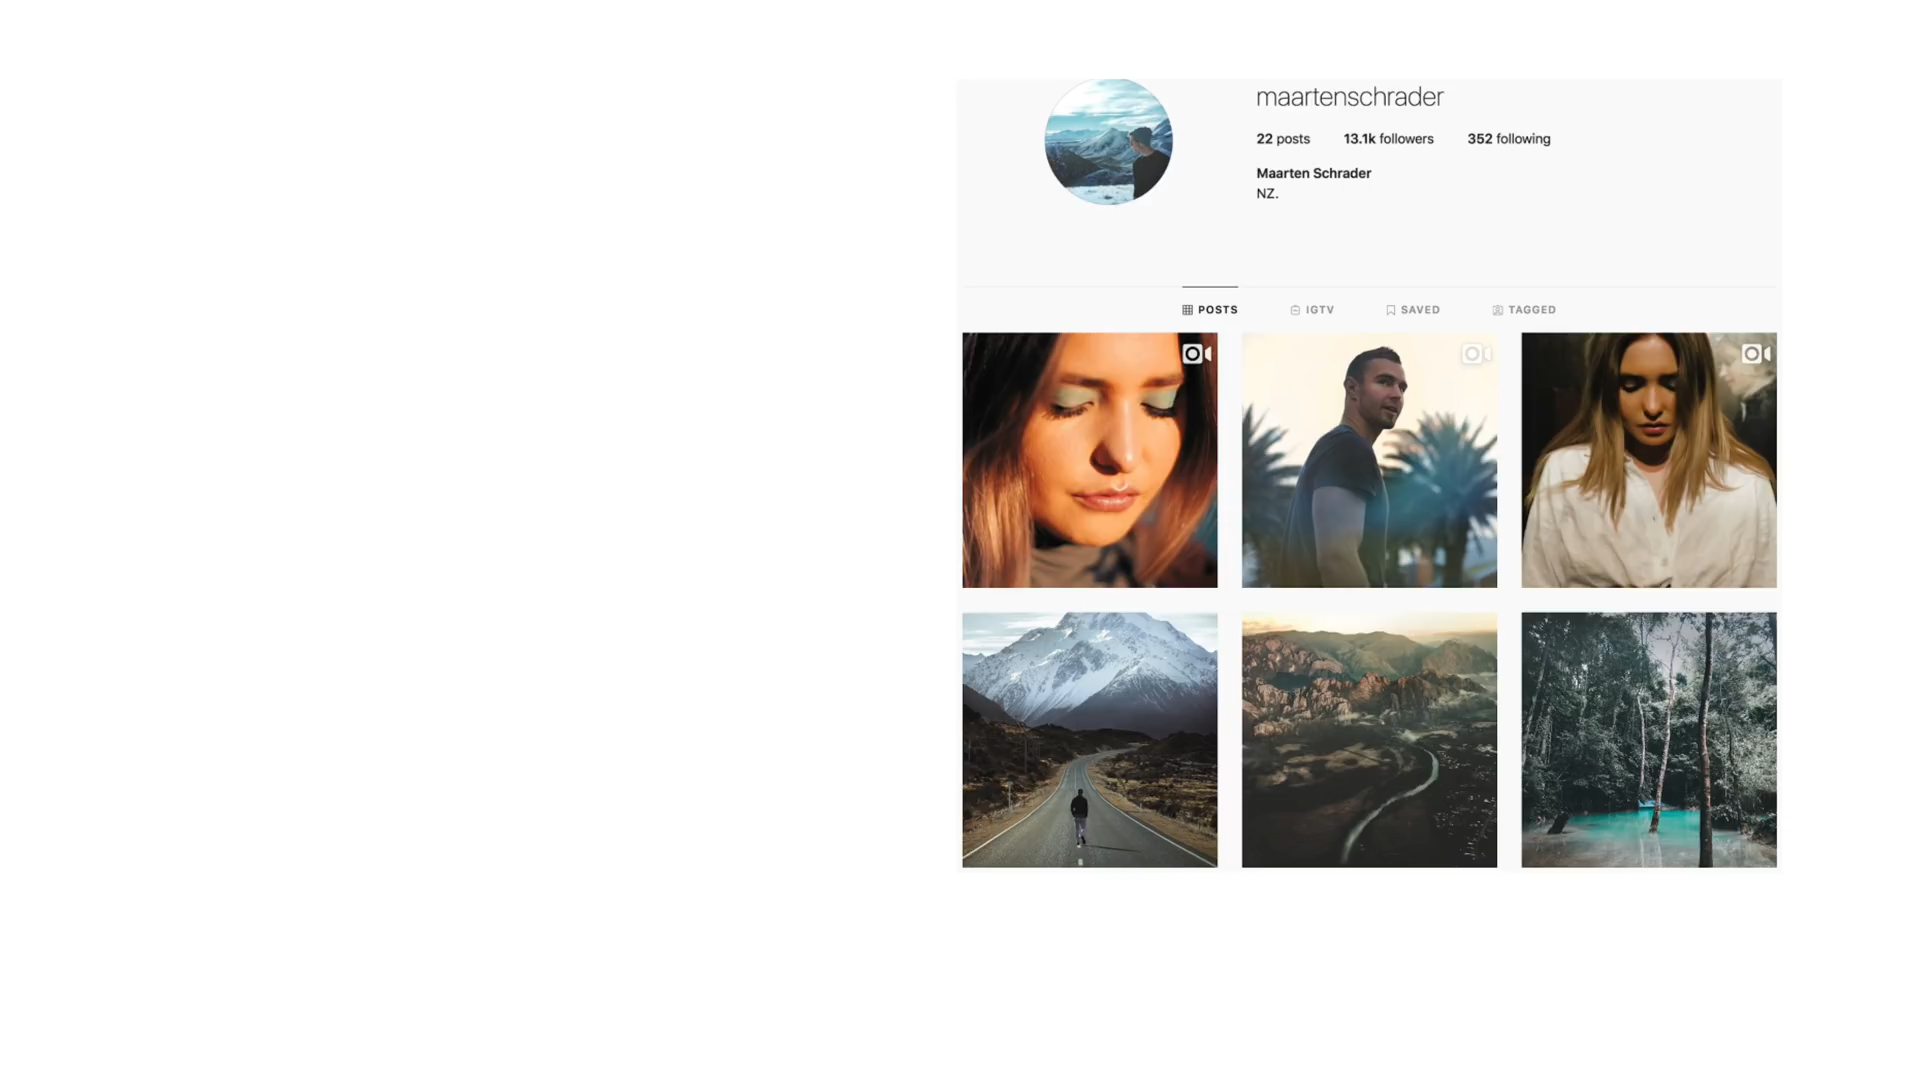 maartenschrader
22 posts 13.1k followers 352 following
Maarten Schrader
NZ.
POSTS IGTV SAVED TAGGED